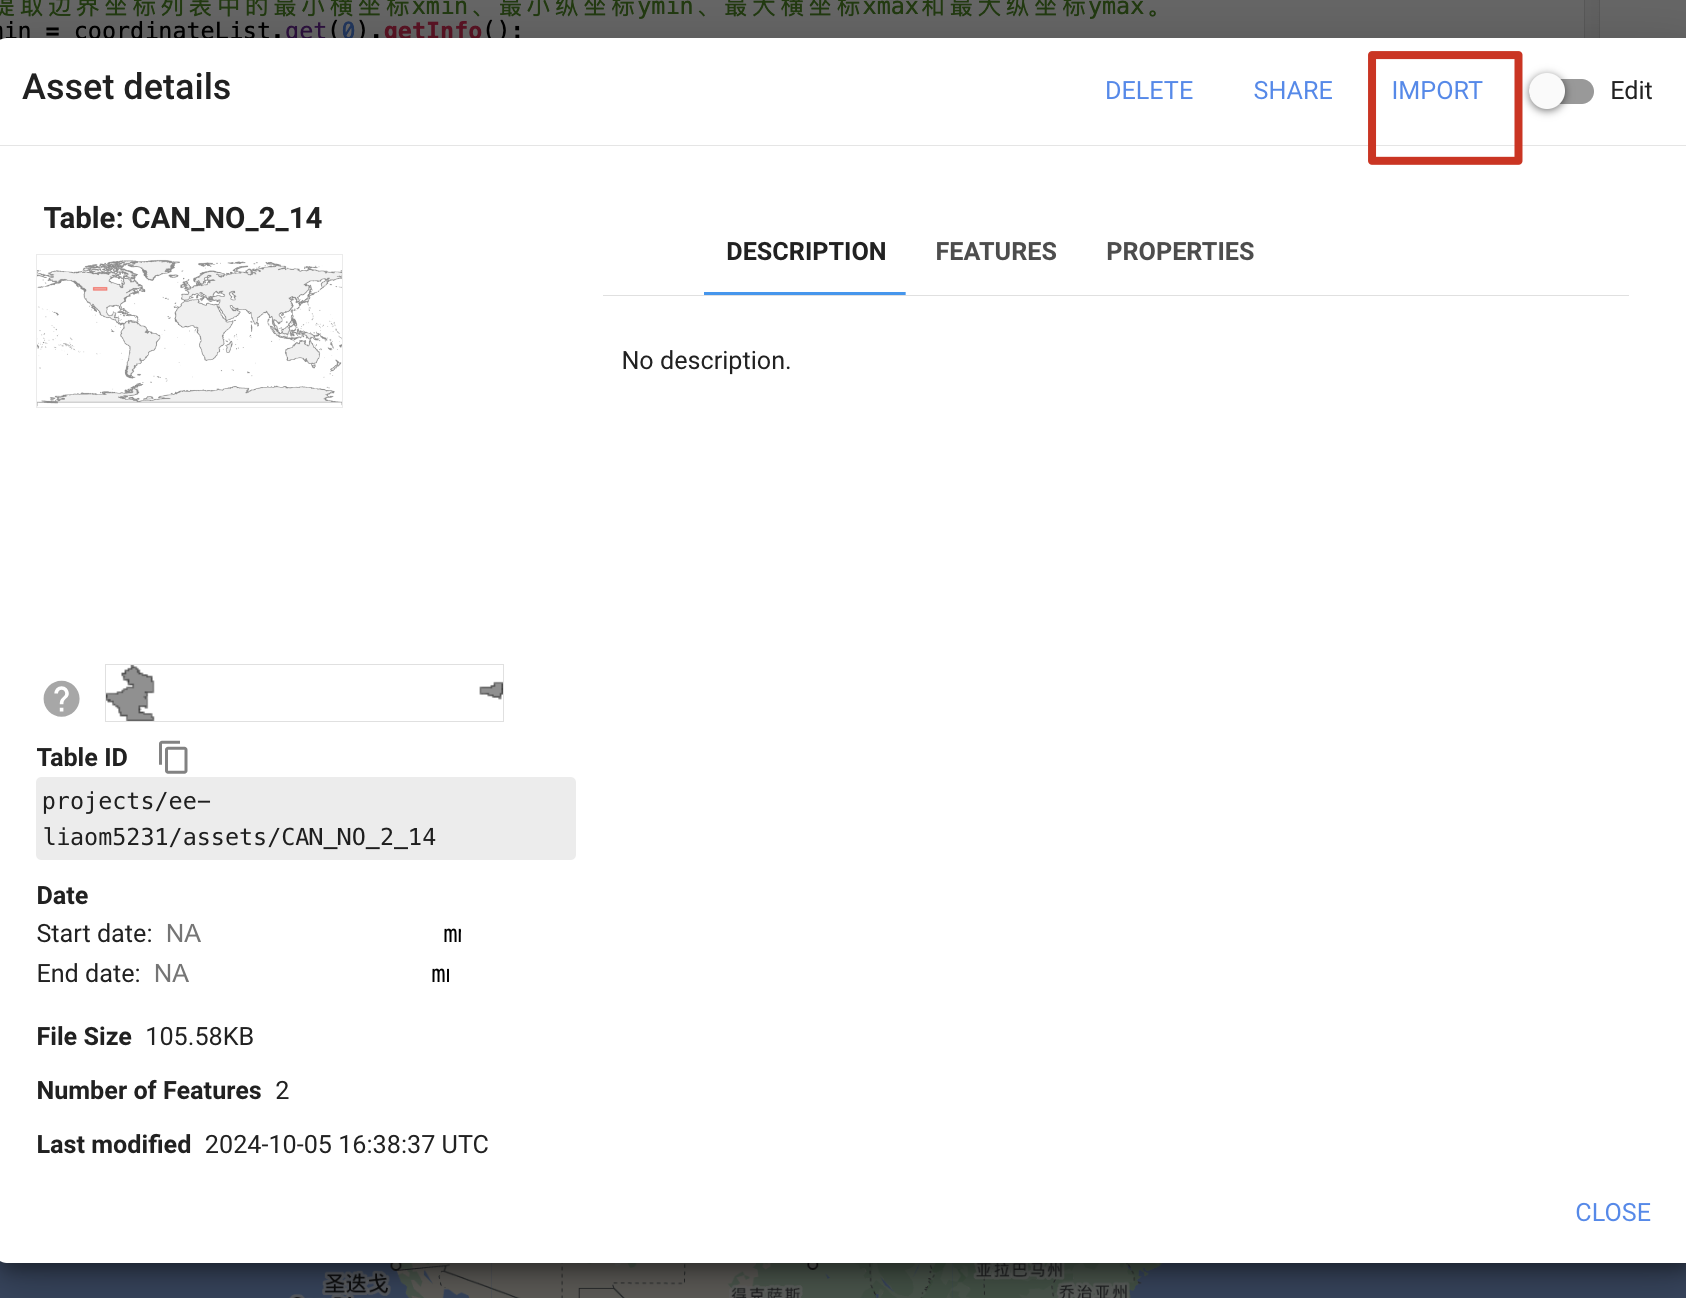 提取边界坐标列表中的最小横坐标xmin、最小纵坐标ymin、最大横坐标xmax和最大纵坐标ymax。
min = coordinateList.get(0).getInfo();
Asset details
DELETE SHARE IMPORT Edit
Table: CAN_NO_2_14
DESCRIPTION FEATURES PROPERTIES
No description.
Table ID
projects/ee-
liaom5231/assets/CAN_NO_2_14
Date
Start date: NA
End date: NA
File Size 105.58KB
Number of Features 2
Last modified 2024-10-05 16:38:37 UTC
CLOSE
圣迭戈
得克萨斯
亚拉巴马州
乔治亚州